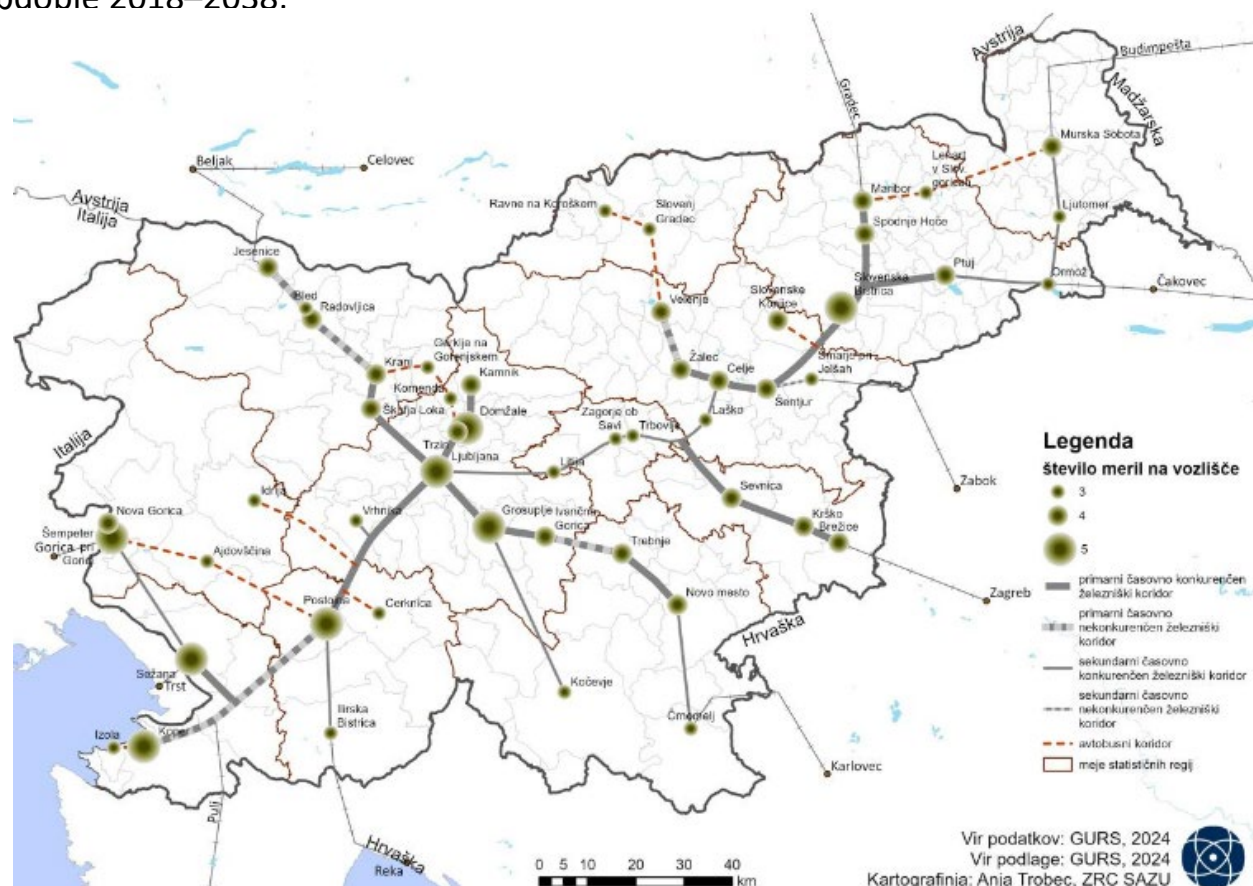 obdobje 2018–2038.
Avstrija
Budimpešta
Madžarska
Gradec
Murska Sobota
Beljak
Celovec
Lenart
v Slov.
goricah
Maribor
Ravne na Koroškem
Slovenj
Gradec
Avstrija
Italija
Ljutomer
Spodnje Hoče
Jesenice
Ptuj
Ormož
Slovenska
Bistrica
Čakovec
Bled
Radovljica
Velenje
Slovenske
Konjice
Cerklje na
Gorenjskem
Kranj
Kamnik
Žalec
Celje
Šmarje pri
Jelšah
Komenda
Šentjur
Škofja Loka
Domžale
Zagorje ob
Savi
Trbovlje
Laško
Italija
Trzin
Ljubljana
Litija
Zabok
Idrija
Sevnica
Vrhnika
Nova Gorica
Grosuplje
Ivančna
Gorica
Krško
Brežice
Šempeter
pri
Gorici
Gorica
Ajdovščina
Trebnje
Postojna
Cerknica
Novo mesto
Zagreb
Hrvaška
Sežana
Trst
Kočevje
Ilirska
Bistrica
Črnomelj
Izola
Koper
Karlovec
Pulj
Hrvaška
Reka
Legenda
število meril na vozlišče
3
4
5
primarni časovno konkurenčen
železniški koridor
primarni časovno
nekonkurenčen železniški
koridor
sekundarni časovno
konkurenčen železniški koridor
sekundarni časovno
nekonkurenčen železniški
koridor
avtobusni koridor
meje statističnih regij
0 5 10 20 30 40
km
Vir podatkov: GURS, 2024
Vir podlage: GURS, 2024
Kartografinja: Anja Trobec, ZRC SAZU